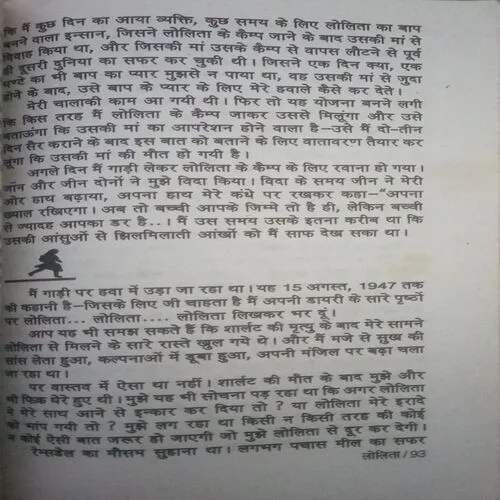 कि मैं कुछ दिन का आया व्यक्ति, कुछ समय के लिए लोलिता का बाप
बनने वाला इन्सान, जिसने लोलिता के कैम्प जाने के बाद उसकी मां से
विवाह किया था, और जिसकी मां उसके कैम्प से वापस लौटने से पूर्व
ही दूसरी दुनिया का सफर कर चुकी थी। जिसने एक दिन क्या, एक
घण्टे का भी बाप का प्यार मुझसे न पाया था, वह उसकी मां से जुदा
होने के बाद, उसे बाप के प्यार के लिए मेरे हवाले कैसे कर देते।
मेरी चालाकी काम आ गयी थी। फिर तो यह योजना बनने लगी
कि किस तरह मैं लोलिता के कैम्प जाकर उससे मिलूंगा और उसे
बताऊंगा कि उसकी मां का आपरेशन होने वाला है–उसे मैं दो-तीन
दिन सैर कराने के बाद इस बात को बताने के लिए वातावरण तैयार कर
लूंगा कि उसकी मां की मौत हो गयी है।
अगले दिन मैं गाड़ी लेकर लोलिता के कैम्प के लिए रवाना हो गया।
जॉन और जीन दोनों ने मुझे विदा किया। विदा के समय जीन ने मेरी
ओर हाथ बढ़ाया, अपना हाथ मेरे कंधे पर रखकर कहा–"अपना
ख्याल रखिएगा। अब तो बच्ची आपके जिम्मे तो है ही, लेकिन बच्ची
से ज्यादह आपका डर है..। मैं उस समय उसके इतना करीब था कि
उसकी आंसुओं से झिलमिलाती आंखों को मैं साफ देख सका था।
मैं गाड़ी पर हवा में उड़ा जा रहा था। यह 15 अगस्त, 1947 तक
की कहानी है–जिसके लिए जी चाहता है मैं अपनी डायरी के सारे पृष्ठों
पर लोलिता... लोलिता.... लोलिता लिखकर भर दूं।
आप यह भी समझ सकते हैं कि शार्लट की मृत्यु के बाद मेरे सामने
लोलिता से मिलने के सारे रास्ते खुल गये थे। और मैं मजे से सुख की
सांस लेता हुआ, कल्पनाओं में डूबा हुआ, अपनी मंजिल पर बढ़ा चला
जा रहा था।
पर वास्तव में ऐसा था नहीं। शार्लट की मौत के बाद मुझे और
भी फिक्र घेरे हुए थी। मुझे यह भी सोचना पड़ रहा था कि अगर लोलिता
ने मेरे साथ आने से इन्कार कर दिया तो ? या लोलिता मेरे इरादे
को भांप गयी तो ? मुझे लग रहा था किसी न किसी तरह की कोई
न कोई ऐसी बात जरूर हो जाएगी जो मुझे लोलिता से दूर कर देगी।
रेम्सडेल का मौसम सुहाना था। लगभग पचास मील का सफर
लोलिता/93